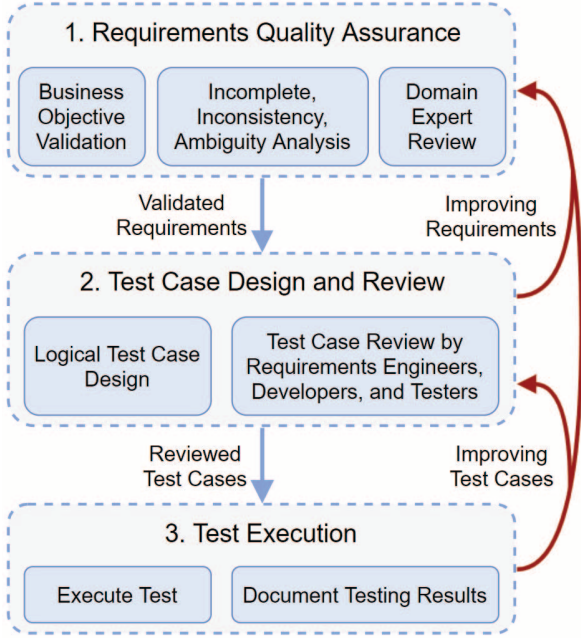 1. Requirements Quality Assurance
Business
Objective
Validation
Incomplete,
Inconsistency,
Ambiguity Analysis
Domain
Expert
Review
Validated
Requirements
Improving
Requirements
2. Test Case Design and Review
Logical Test Case
Design
Test Case Review by
Requirements Engineers,
Developers, and Testers
Reviewed
Test Cases
Improving
Test Cases
3. Test Execution
Execute Test
Document Testing Results